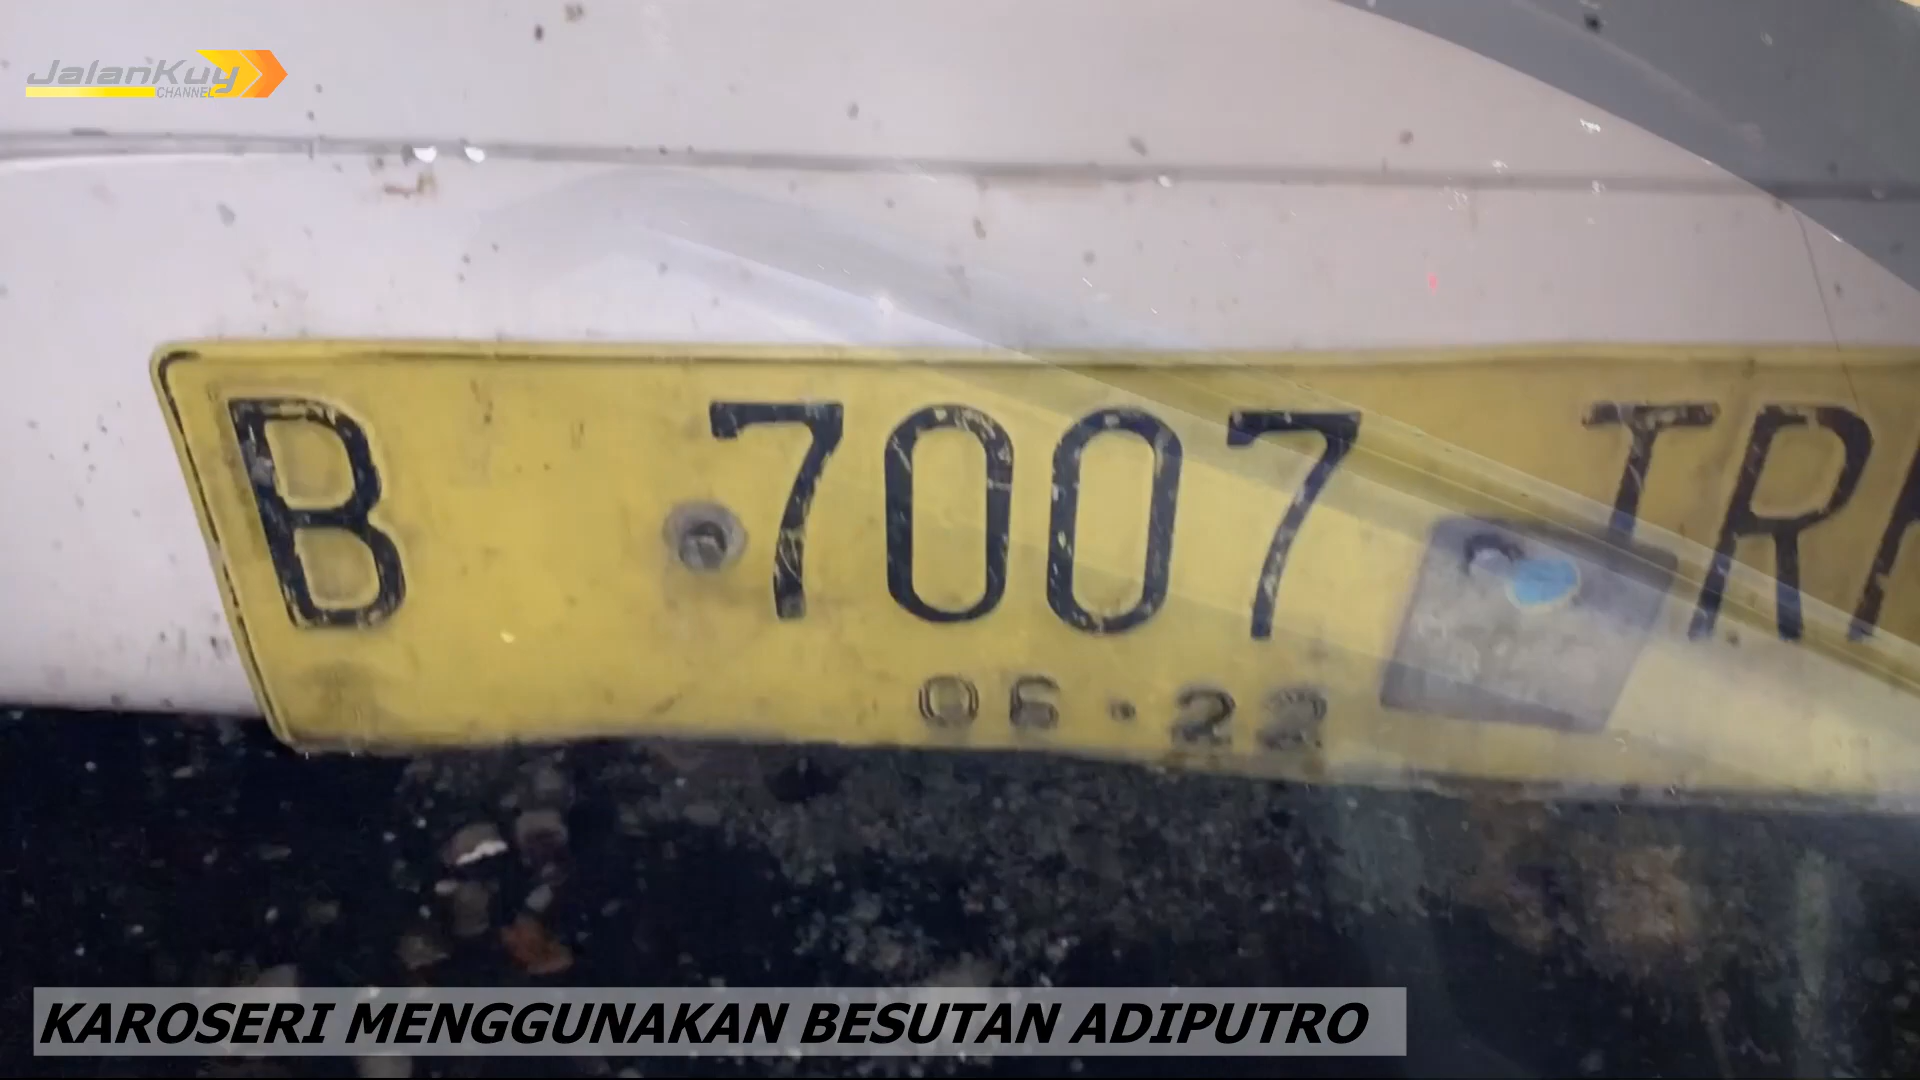 JalanKuy
CHANNEL
B 7007 TR
06 · 22
KAROSERI MENGGUNAKAN BESUTAN ADIPUTRO